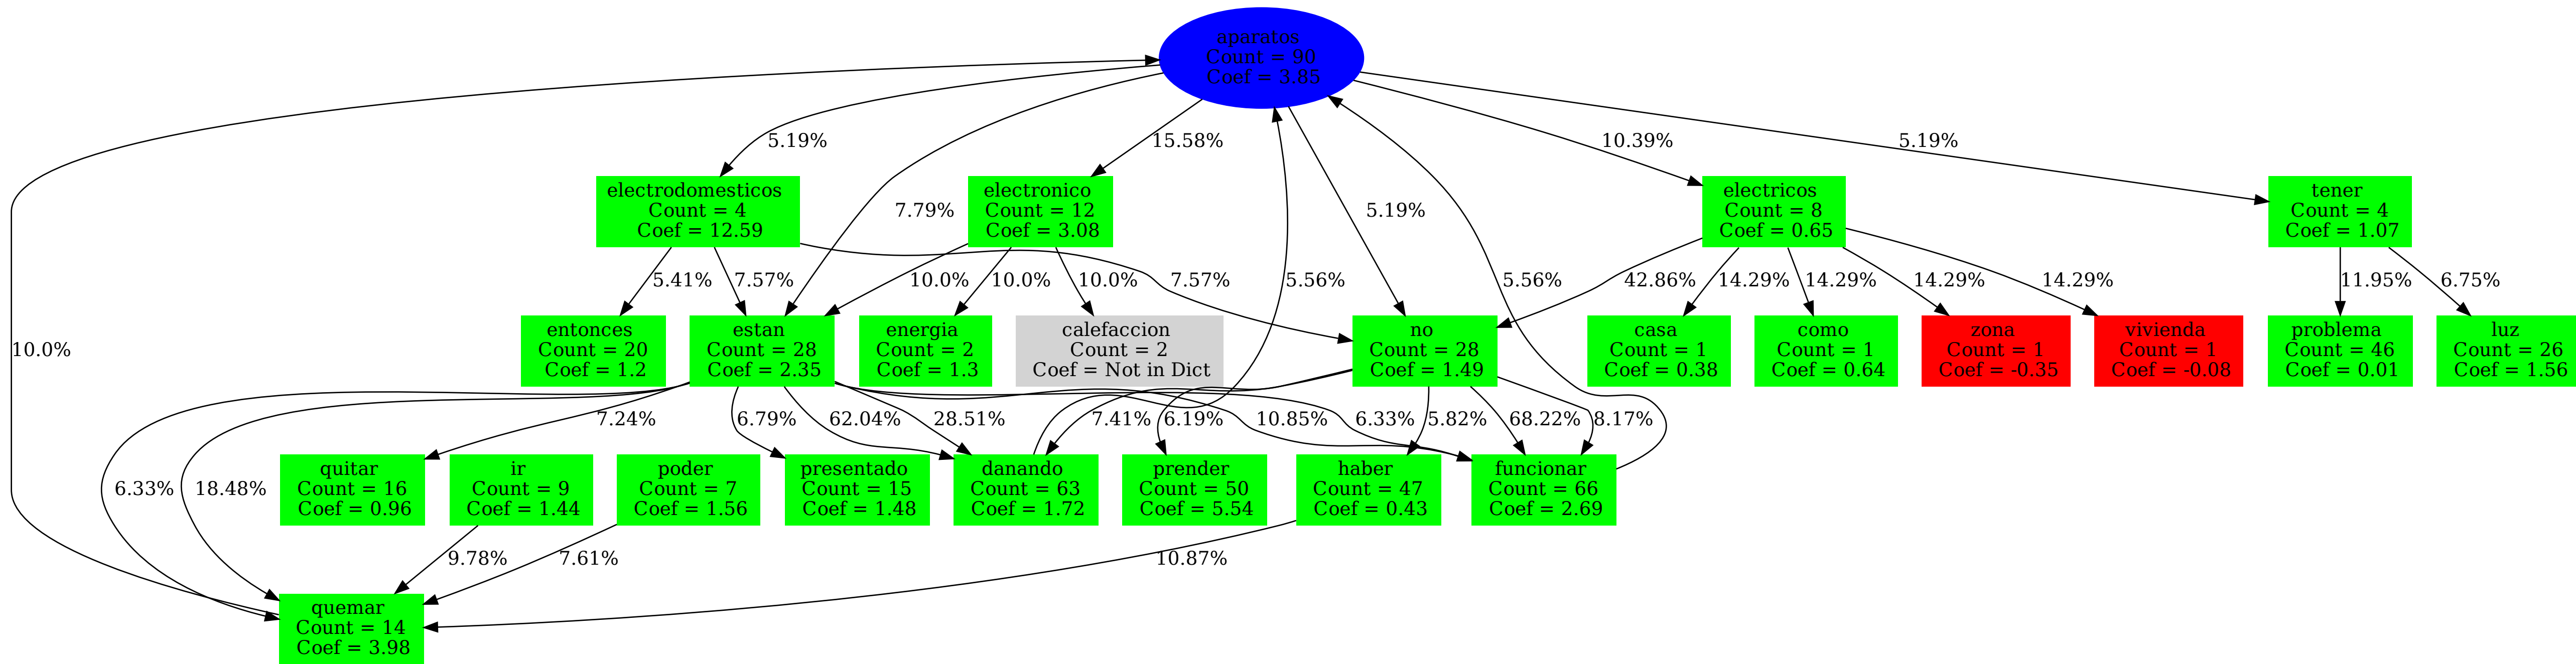 aparatos
Count = 90
Coef = 3.85
5.19%
15.58%
10.39%
5.19%
electrodomesticos
Count = 4
Coef = 12.59
7.79%
electronico
Count = 12
Coef = 3.08
5.19%
electricos
Count = 8
Coef = 0.65
tener
Count = 4
Coef = 1.07
5.41%
7.57%
10.0%
10.0%
10.0%
7.57%
5.56%
5.56%
42.86%
14.29%
14.29%
14.29%
14.29%
11.95%
6.75%
10.0%
entonces
Count = 20
Coef = 1.2
estan
Count = 28
Coef = 2.35
energia
Count = 2
Coef = 1.3
calefaccion
Count = 2
Coef = Not in Dict
no
Count = 28
Coef = 1.49
casa
Count = 1
Coef = 0.38
como
Count = 1
Coef = 0.64
zona
Count = 1
Coef = -0.35
vivienda
Count = 1
Coef = -0.08
problema
Count = 46
Coef = 0.01
luz
Count = 26
Coef = 1.56
7.24%
6.79%
62.04%
28.51%
7.41%
6.19%
10.85%
6.33%
5.82%
68.22%
8.17%
6.33%
18.48%
quitar
Count = 16
Coef = 0.96
ir
Count = 9
Coef = 1.44
poder
Count = 7
Coef = 1.56
presentado
Count = 15
Coef = 1.48
danando
Count = 63
Coef = 1.72
prender
Count = 50
Coef = 5.54
haber
Count = 47
Coef = 0.43
funcionar
Count = 66
Coef = 2.69
9.78%
7.61%
10.87%
quemar
Count = 14
Coef = 3.98